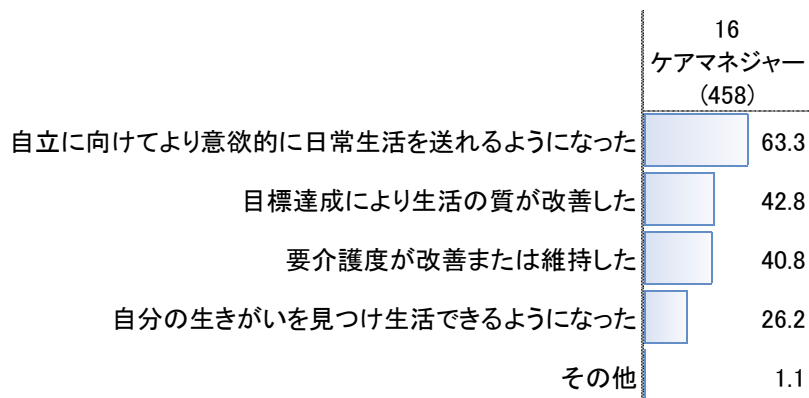 16
ケアマネジャー
(458)
自立に向けてより意欲的に日常生活を送れるようになった 63.3
目標達成により生活の質が改善した 42.8
要介護度が改善または維持した 40.8
自分の生きがいを見つけ生活できるようになった 26.2
その他 1.1